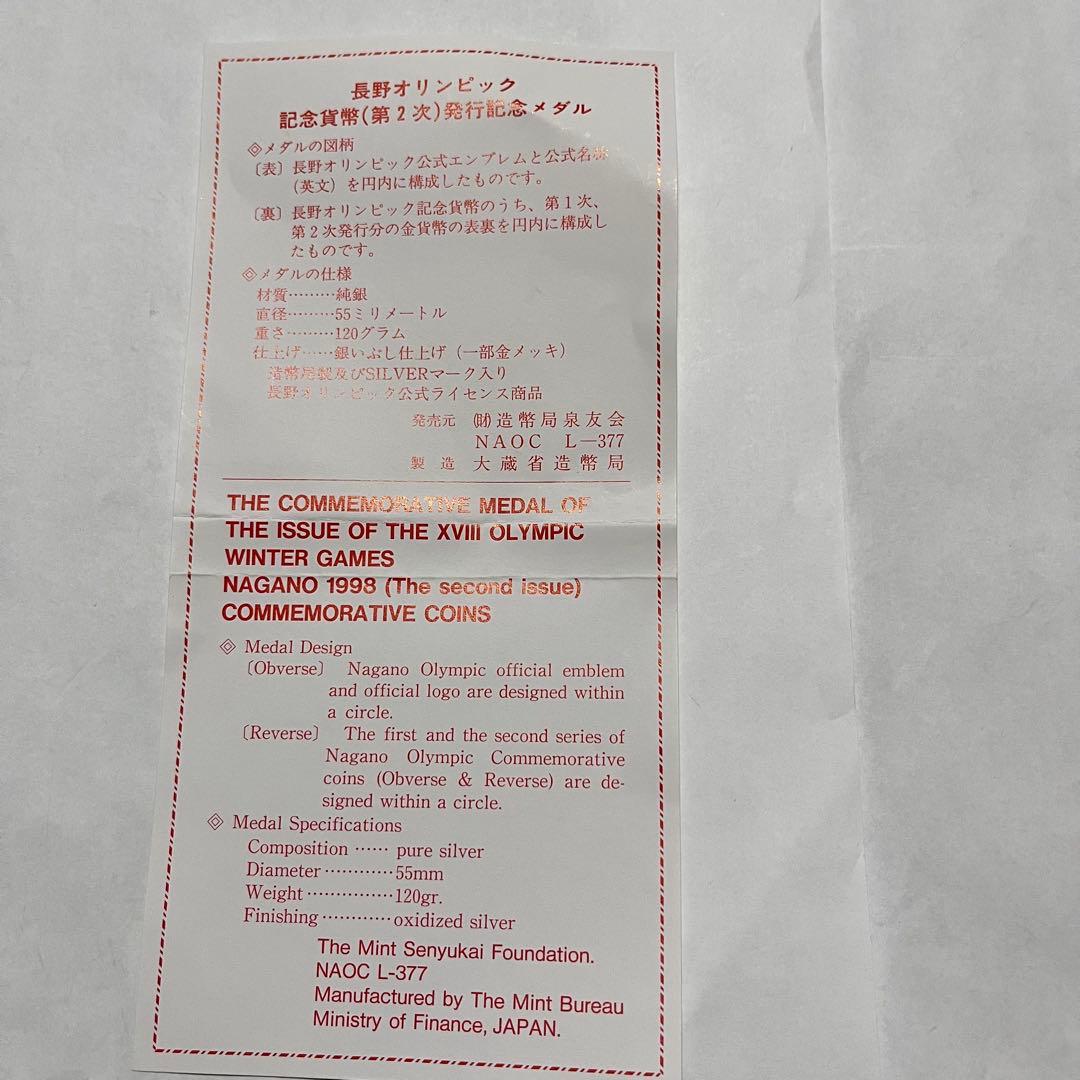 長野オリンピック
記念貨幣(第2次)発行記念メダル
◇メダルの図柄
〔表〕長野オリンピック公式エンブレムと公式名称
(英文)を円内に構成したものです。
〔裏〕長野オリンピック記念貨幣のうち、第1次、
第2次発行分の金貨幣の表裏を円内に構成し
たものです。
◇メダルの仕様
材質………純銀
直径………55ミリメートル
重さ………120グラム
仕上げ……銀いぶし仕上げ(一部金メッキ)
造幣局製及びSILVERマーク入り
長野オリンピック公式ライセンス商品
発売元 ㈶造幣局泉友会
NAOC L—377
製造 大蔵省造幣局
THE COMMEMORATIVE MEDAL OF
THE ISSUE OF THE XVIII OLYMPIC
WINTER GAMES
NAGANO 1998 (The second issue)
COMMEMORATIVE COINS
◇ Medal Design
〔Obverse〕 Nagano Olympic official emblem
and official logo are designed within
a circle.
〔Reverse〕 The first and the second series of
Nagano Olympic Commemorative
coins (Obverse & Reverse) are de-
signed within a circle.
◇ Medal Specifications
Composition …… pure silver
Diameter …………55mm
Weight ……………120gr.
Finishing …………oxidized silver
The Mint Senyukai Foundation.
NAOC L-377
Manufactured by The Mint Bureau
Ministry of Finance, JAPAN.